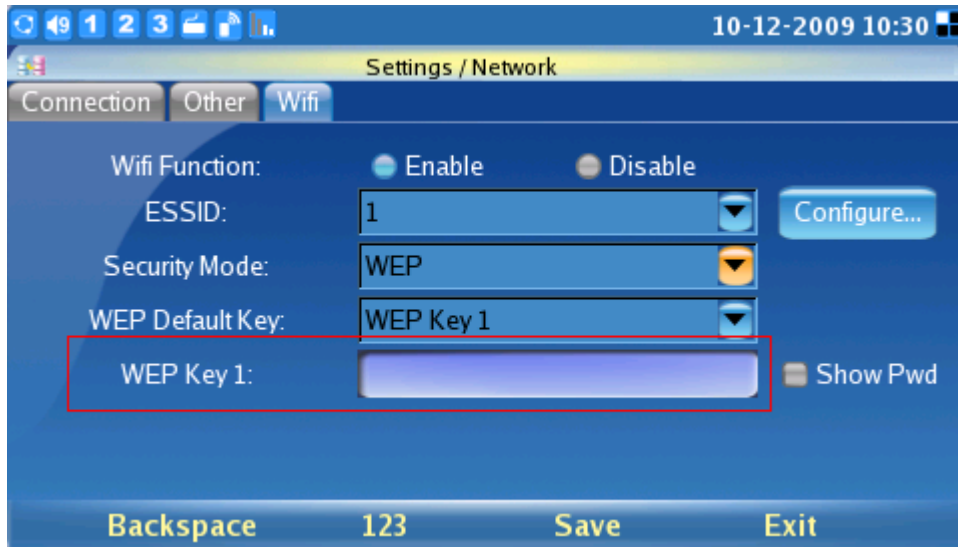 9 1 2 3 10-12-2009 10:30
Settings / Network
Connection Other Wifi
Wifi Function: Enable Disable
ESSID: 1 Configure...
Security Mode: WEP
WEP Default Key: WEP Key 1
WEP Key 1: Show Pwd
Backspace 123 Save Exit